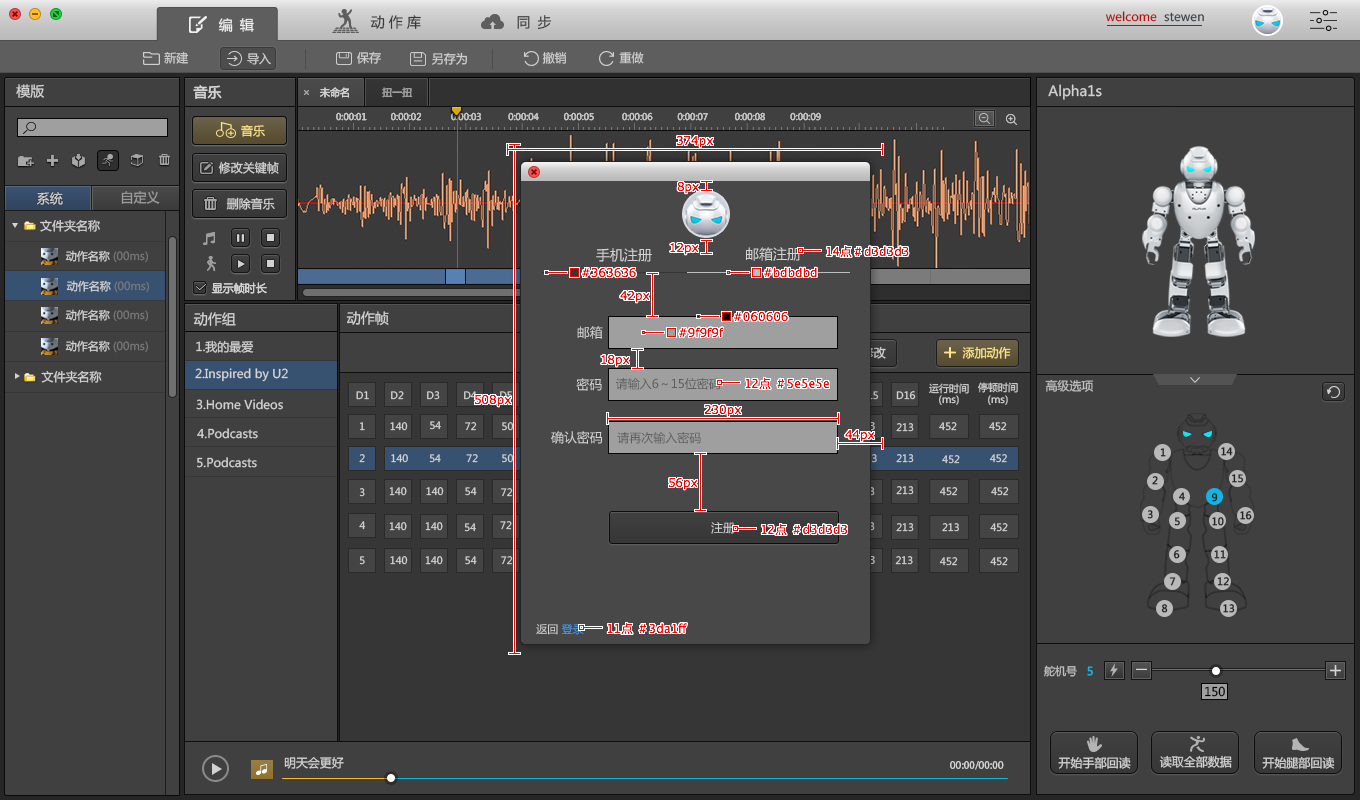 编 辑
动 作 库
同 步
welcome stewen
新建
导入
保存
另存为
撤销
重做
模版
音乐
× 未命名
扭一扭
Alpha1s
0:00:01 0:00:02 0:00:03 0:00:04 0:00:05 0:00:06 0:00:07 0:00:08 0:00:09
音乐
修改关键帧
删除音乐
显示帧时长
系统
自定义
文件夹名称
动作名称 (00ms)
动作名称 (00ms)
动作名称 (00ms)
动作名称 (00ms)
文件夹名称
动作组
1.我的最爱
2.Inspired by U2
3.Home Videos
4.Podcasts
5.Podcasts
动作帧
添加动作
D1 D2 D3 D16 运行时间 (ms) 停顿时间 (ms)
1 140 54 72 50 213 452 452
2 140 54 72 50 213 452 452
3 140 140 54 72 213 452 452
4 140 140 54 72 213 213 452
5 140 140 54 72 213 452 452
374px
8px
12px
手机注册
邮箱注册
14点 #d3d3d3
#363636
#bdbdbd
42px
#060606
邮箱
#9f9f9f
18px
密码
请输入6～15位密码
12点 #5e5e5e
508px
230px
确认密码
请再次输入密码
44px
56px
注册
12点 #d3d3d3
返回 登录
11点 #3da1ff
高级选项
1
14
2
15
4
9
3
5
10
16
6
11
7
12
8
13
舵机号 5
150
开始手部回读
读取全部数据
开始腿部回读
明天会更好
00:00/00:00